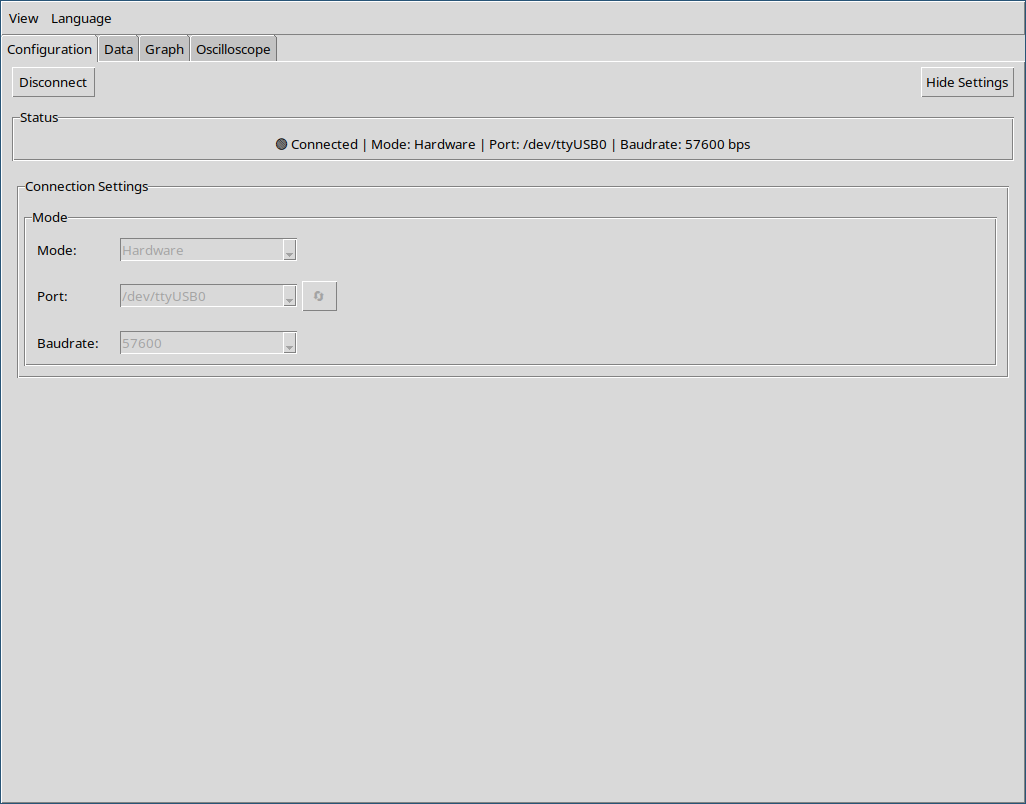 View Language
Configuration Data Graph Oscilloscope
Disconnect Hide Settings
Status
Connected | Mode: Hardware | Port: /dev/ttyUSB0 | Baudrate: 57600 bps
Connection Settings
Mode
Mode: Hardware
Port: /dev/ttyUSB0
Baudrate: 57600